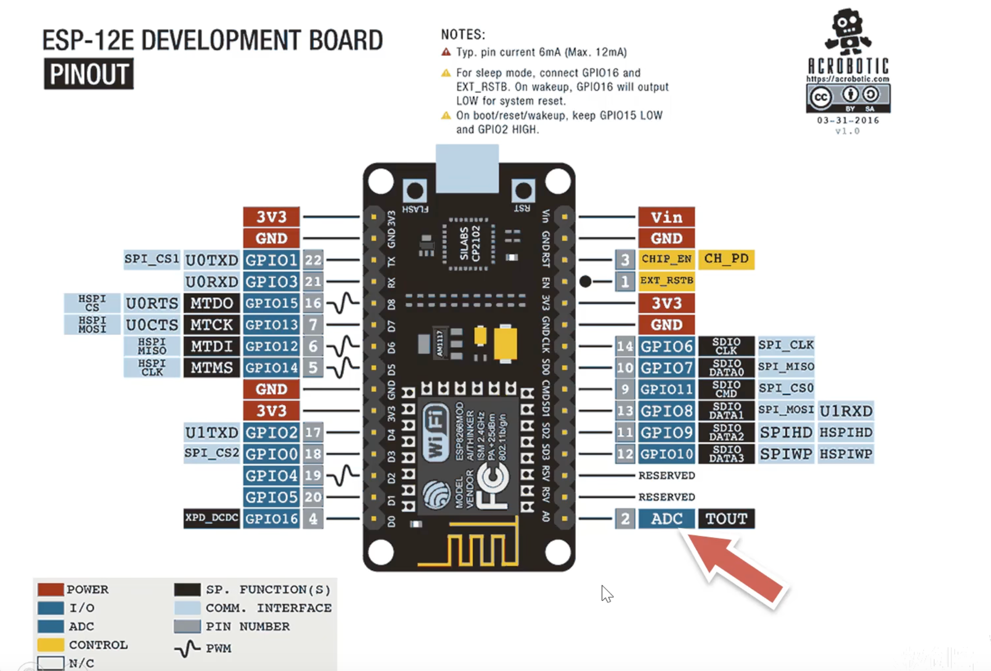 ESP-12E DEVELOPMENT BOARD
PINOUT
NOTES:
Typ. pin current 6mA (Max. 12mA)
For sleep mode, connect GPIO16 and
EXT_RSTB. On wakeup, GPIO16 will output
LOW for system reset.
On boot/reset/wakeup, keep GPIO15 LOW
and GPIO2 HIGH.
ACROBOTIC
https://acrobotic.com
CC BY SA
03-31-2016
v1.0
FLASH
RST
SILABS
CP2102
AM1117
WiFi
MODEL
VENDOR
ESP8266MOD
AI/THINKER
ISM 2.4GHz
PA +25dBm
802.11b/g/n
FC
3V3
GND
TX
RX
D8
D7
D6
D5
GND
3V3
D4
D3
D2
D1
D0
Vin
GND
RST
EN
3V3
GND
CLK
SD0
CMD
SD1
SD2
SD3
RSV
RSV
A0
3V3
GND
SPI_CS1 U0TXD GPIO1 22
U0RXD GPIO3 21
HSPI CS U0RTS MTDO GPIO15 16
HSPI MOSI U0CTS MTCK GPIO13 7
HSPI MISO MTDI GPIO12 6
HSPI CLK MTMS GPIO14 5
GND
3V3
U1TXD GPIO2 17
SPI_CS2 GPIO0 18
GPIO4 19
GPIO5 20
XPD_DCDC GPIO16 4
Vin
GND
3 CHIP_EN CH_PD
1 EXT_RSTB
3V3
GND
14 GPIO6 SDIO CLK SPI_CLK
10 GPIO7 SDIO DATA0 SPI_MISO
9 GPIO11 SDIO CMD SPI_CS0
13 GPIO8 SDIO DATA1 SPI_MOSI U1RXD
11 GPIO9 SDIO DATA2 SPIHD HSPIHD
12 GPIO10 SDIO DATA3 SPIWP HSPIWP
RESERVED
RESERVED
2 ADC TOUT
POWER
I/O
ADC
CONTROL
N/C
SP. FUNCTION(S)
COMM. INTERFACE
PIN NUMBER
PWM